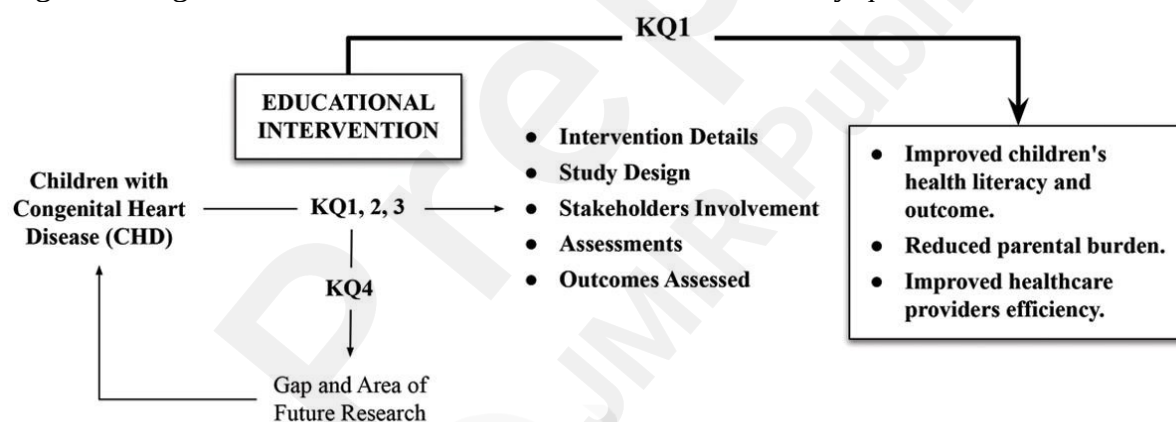 KQ1
EDUCATIONAL
INTERVENTION
Children with
Congenital Heart
Disease (CHD)
KQ1, 2, 3
● Intervention Details
● Study Design
● Stakeholders Involvement
● Assessments
● Outcomes Assessed
● Improved children's
health literacy and
outcome.
● Reduced parental burden.
● Improved healthcare
providers efficiency.
KQ4
Gap and Area of
Future Research